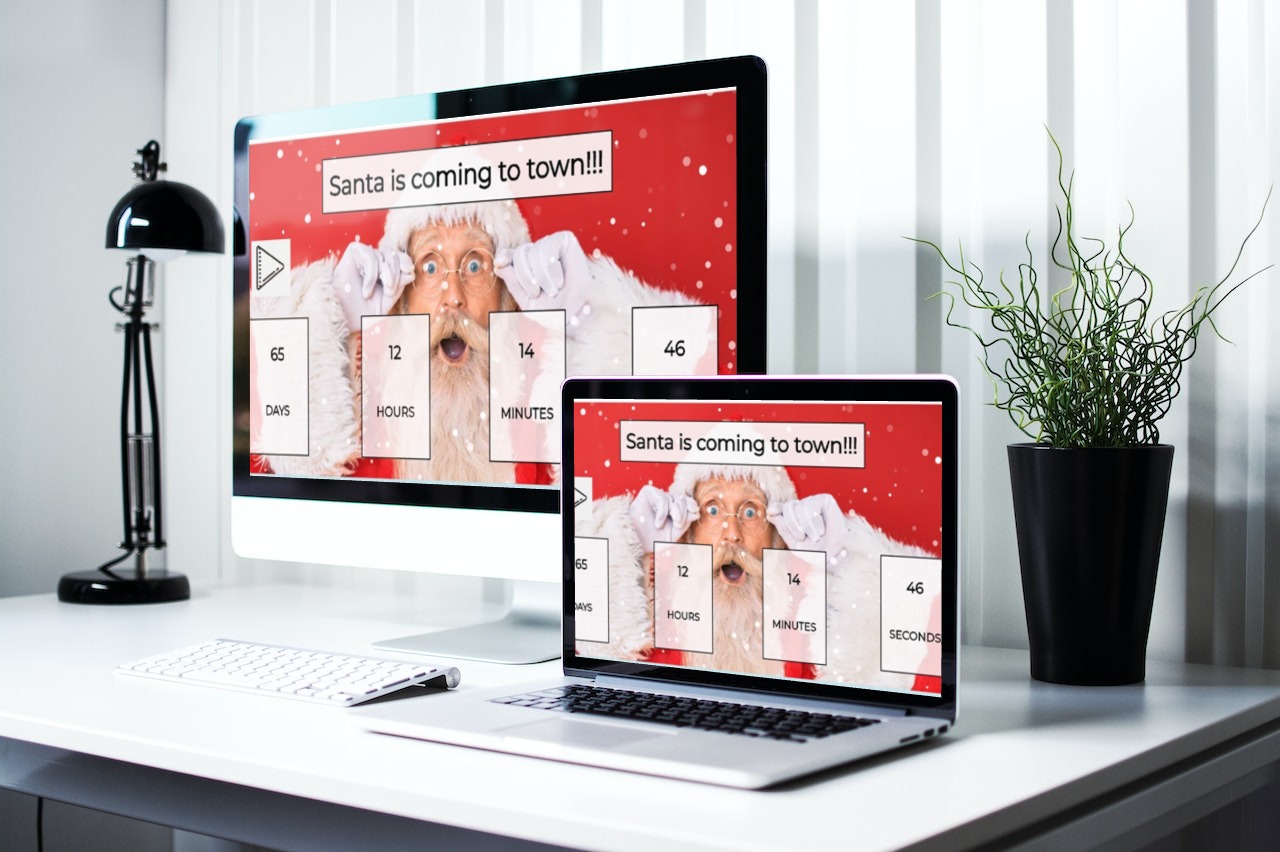 Santa is coming to town!!!
65
DAYS
12
HOURS
14
MINUTES
46
Santa is coming to town!!!
65
DAYS
12
HOURS
14
MINUTES
46
SECONDS